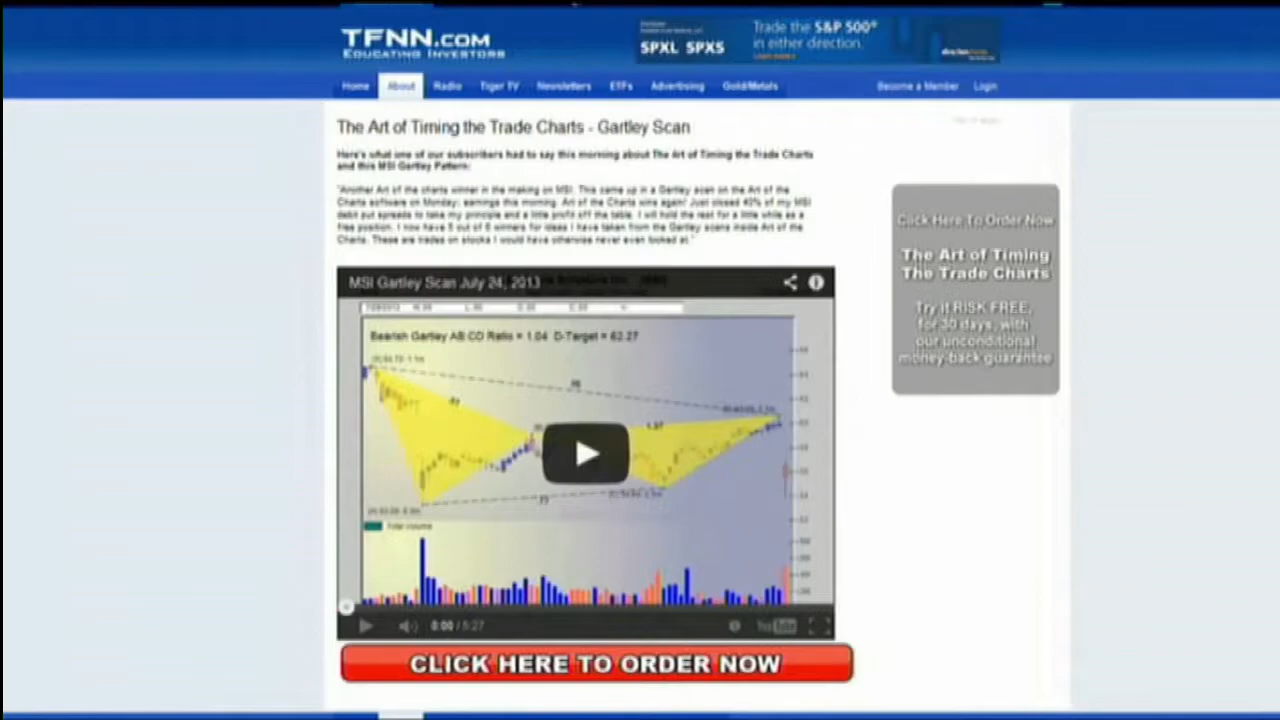 TFNN.COM
EDUCATING INVESTORS
SPXL SPXS
Trade the S&P 500®
in either direction.
Home About Radio Tiger TV Newsletters ETFs Advertising Gold/Metals Become a Member Login
The Art of Timing the Trade Charts - Gartley Scan
Here's what one of our subscribers had to say this morning about The Art of Timing the Trade Charts
and this MSI Gartley Pattern:
"Another Art of the charts winner in the making on MSI. This came up in a Gartley scan on the Art of the
Charts software on Monday; earnings this morning. Art of the Charts wins again! Just closed 40% of my MSI
debit put spreads to take my principle and a little profit off the table. I will hold the rest for a little while as a
free position. I now have 5 out of 5 winners for ideas I have taken from the Gartley scans inside Art of the
Charts. These are trades on stocks I would have otherwise never even looked at."
Click Here To Order Now
The Art of Timing
The Trade Charts
Try it RISK FREE,
for 30 days, with
our unconditional
money-back guarantee
MSI Gartley Scan July 24, 2013
Bearish Gartley AB:CD Ratio = 1.04 D-Target = 62.27
Total volume
0:00 / 5:27
YouTube
CLICK HERE TO ORDER NOW